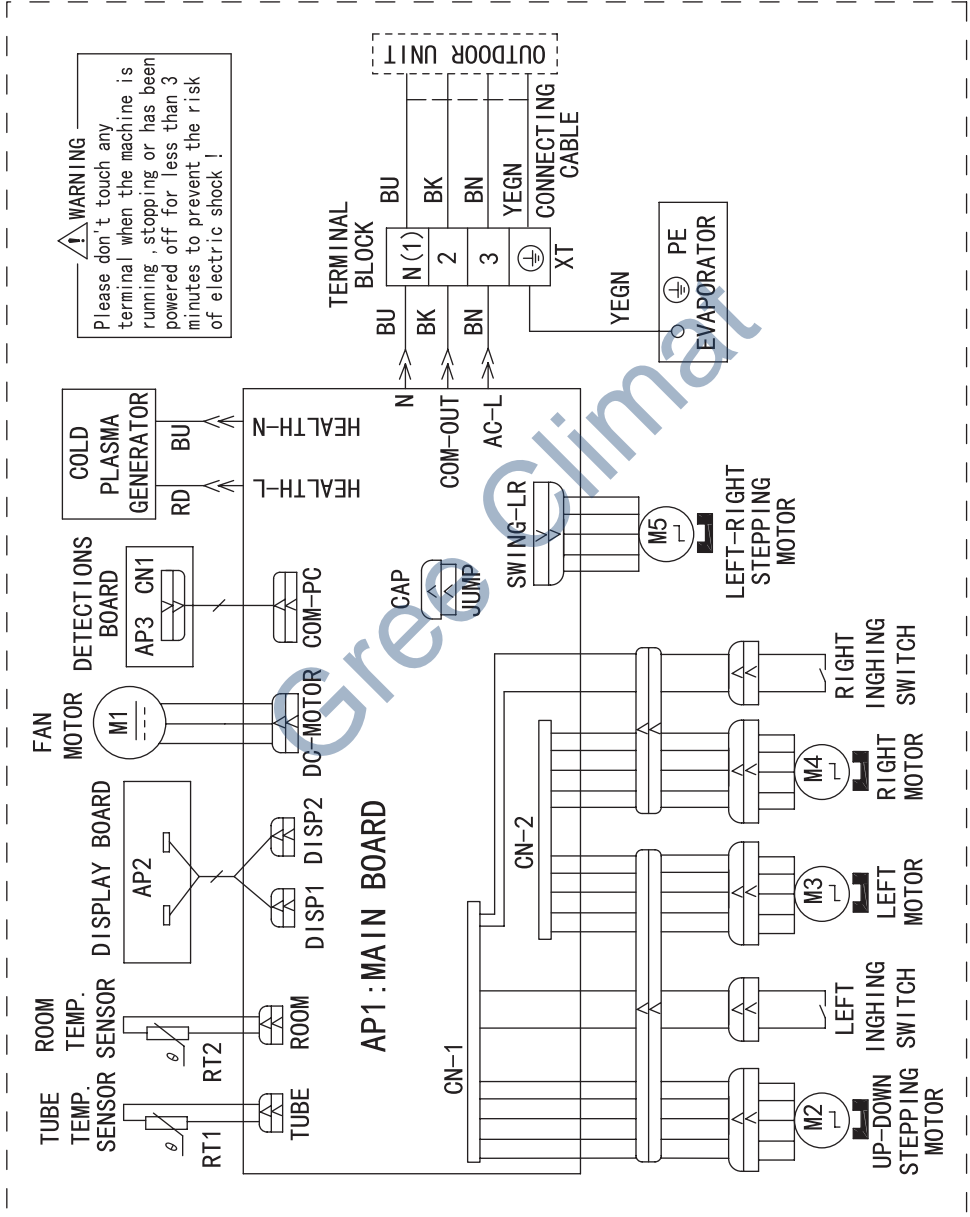 WARNING
Please don't touch any
terminal when the machine is
running ,stopping or has been
powered off for less than 3
minutes to prevent the risk
of electric shock !
OUTDOOR UNIT
BU
BK
BN
YEGN
CONNECTING
CABLE
TERMINAL
BLOCK
N(1)
2
3
XT
BU
BK
BN
YEGN
PE
EVAPORATOR
COLD
PLASMA
GENERATOR
RD
BU
HEALTH-L
HEALTH-N
N
COM-OUT
AC-L
DETECTIONS
BOARD
AP3 CN1
COM-PC
CAP
JUMP
SWING-LR
M5
LEFT-RIGHT
STEPPING
MOTOR
FAN
MOTOR
M1
DC-MOTOR
DISPLAY BOARD
AP2
DISP1
DISP2
ROOM
TEMP.
SENSOR
θ
RT2
ROOM
TUBE
TEMP.
SENSOR
θ
RT1
TUBE
AP1:MAIN BOARD
CN-1
CN-2
M2
UP-DOWN
STEPPING
MOTOR
LEFT
INGHING
SWITCH
M3
LEFT
MOTOR
M4
RIGHT
MOTOR
RIGHT
INGHING
SWITCH
Gree Climat